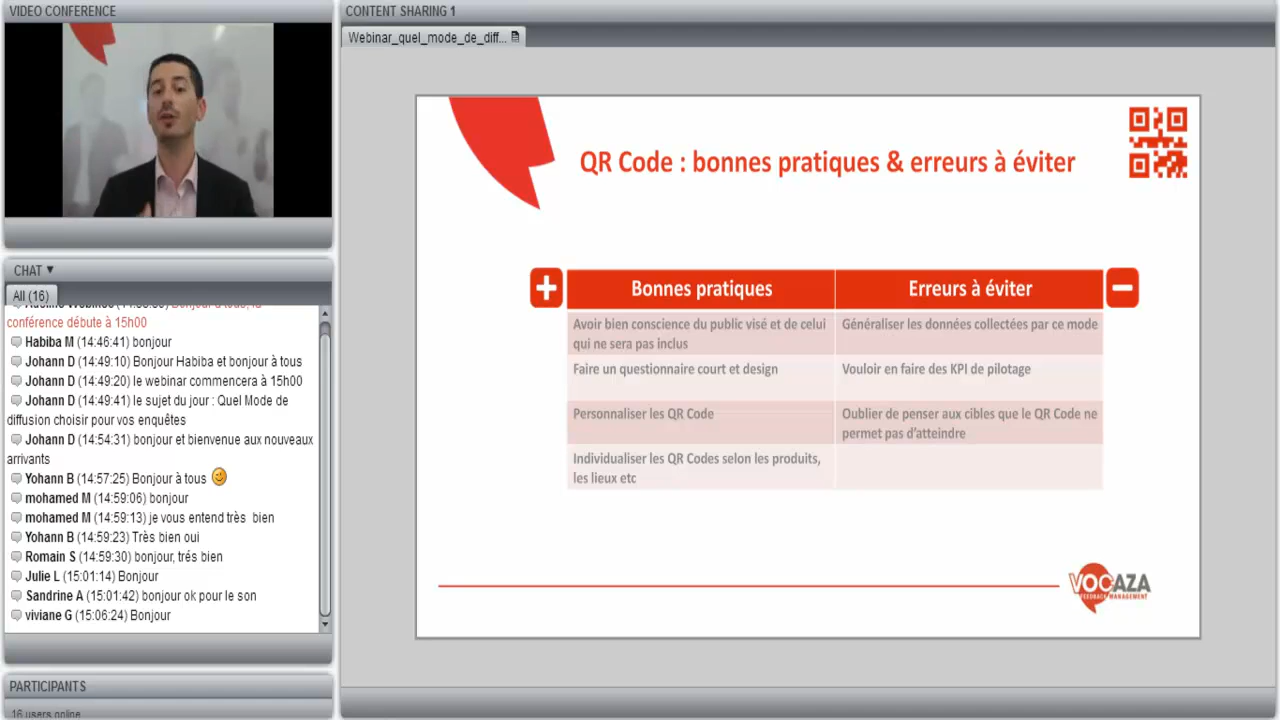 VIDEO CONFERENCE
CHAT ▼
All (16)
conférence débute à 15h00
Habiba M (14:46:41) bonjour
Johann D (14:49:10) Bonjour Habiba et bonjour à tous
Johann D (14:49:20) le webinar commencera à 15h00
Johann D (14:49:41) le sujet du jour : Quel Mode de
diffusion choisir pour vos enquêtes
Johann D (14:54:31) bonjour et bienvenue aux nouveaux
arrivants
Yohann B (14:57:25) Bonjour à tous
mohamed M (14:59:06) bonjour
mohamed M (14:59:13) je vous entend très bien
Yohann B (14:59:23) Très bien oui
Romain S (14:59:30) bonjour, trés bien
Julie L (15:01:14) Bonjour
Sandrine A (15:01:42) bonjour ok pour le son
viviane G (15:06:24) Bonjour
PARTICIPANTS
16 users online
CONTENT SHARING 1
Webinar_quel_mode_de_diff...
QR Code : bonnes pratiques & erreurs à éviter
Bonnes pratiques
Erreurs à éviter
Avoir bien conscience du public visé et de celui
qui ne sera pas inclus
Généraliser les données collectées par ce mode
Faire un questionnaire court et design
Vouloir en faire des KPI de pilotage
Personnaliser les QR Code
Oublier de penser aux cibles que le QR Code ne
permet pas d'atteindre
Individualiser les QR Codes selon les produits,
les lieux etc
VOCAZA
FEEDBACK MANAGEMENT